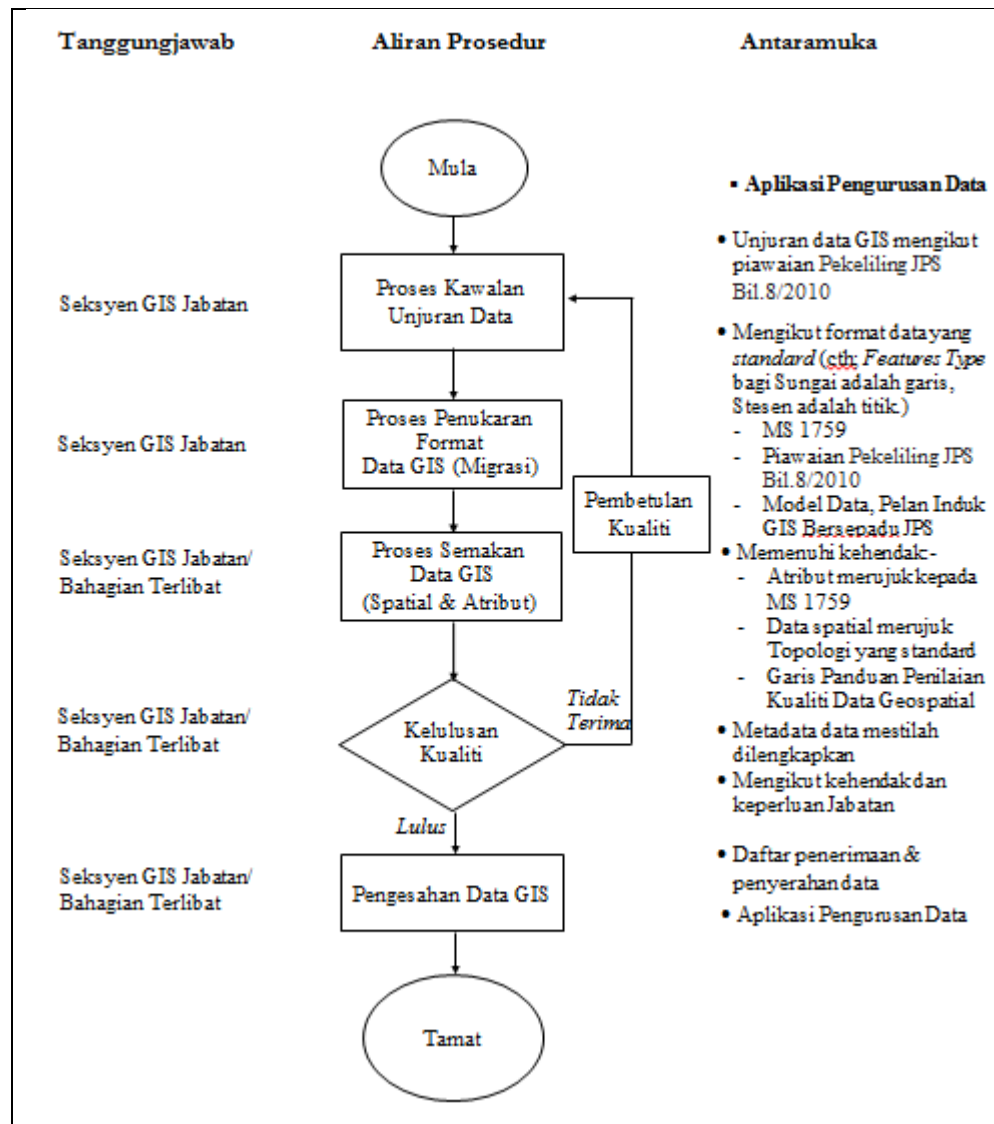 Tanggungjawab
Aliran Prosedur
Antaramuka
Mula
▪ Aplikasi Pengurusan Data
Seksyen GIS Jabatan
Proses Kawalan
Unjuran Data
• Unjuran data GIS mengikut
piawaian Pekeliling JPS
Bil.8/2010
Seksyen GIS Jabatan
Proses Penukaran
Format
Data GIS (Migrasi)
• Mengikut format data yang
standard (cth: Features Type
bagi Sungai adalah garis,
Stesen adalah titik.)
- MS 1759
- Piawaian Pekeliling JPS
Bil.8/2010
- Model Data, Pelan Induk
GIS Bersepadu JPS
Pembetulan
Kualiti
Seksyen GIS Jabatan/
Bahagian Terlibat
Proses Semakan
Data GIS
(Spatial & Atribut)
• Memenuhi kehendak:-
- Atribut merujuk kepada
MS 1759
- Data spatial merujuk
Topologi yang standard
- Garis Panduan Penilaian
Kualiti Data Geospatial
Seksyen GIS Jabatan/
Bahagian Terlibat
Kelulusan
Kualiti
Tidak
Terima
• Metadata data mestilah
dilengkapkan
• Mengikut kehendak dan
keperluan Jabatan
Lulus
Seksyen GIS Jabatan/
Bahagian Terlibat
Pengesahan Data GIS
• Daftar penerimaan &
penyerahan data
• Aplikasi Pengurusan Data
Tamat